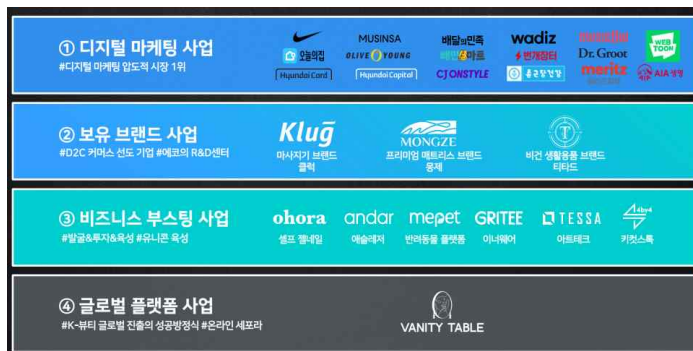 ① 디지털 마케팅 사업
#디지털 마케팅 압도적 시장 1위
MUSINSA 배달의민족 wadiz WEB TOON
오늘의집 OLIVE YOUNG 마트 번개장터 Dr. Groot
Hyundai Card Hyundai Capital CJ ONSTYLE 종근당건강 meritz AIA 생명
② 보유 브랜드 사업
#D2C 커머스 선도 기업 #에코의 R&D센터
Klug MONGZE T
마사지기 브랜드 프리미엄 매트리스 브랜드 비건 생활용품 브랜드
클럭 몽제 티타드
③ 비즈니스 부스팅 사업
#발굴&투자&육성 #유니콘 육성
ohora andar mepet GRITEE TESSA 4by4
셀프 젤네일 애슬레저 반려동물 플랫폼 이너웨어 아트테크 키컷스톡
④ 글로벌 플랫폼 사업
#K-뷰티 글로벌 진출의 성공방정식 #온라인 세포라
VANITY TABLE